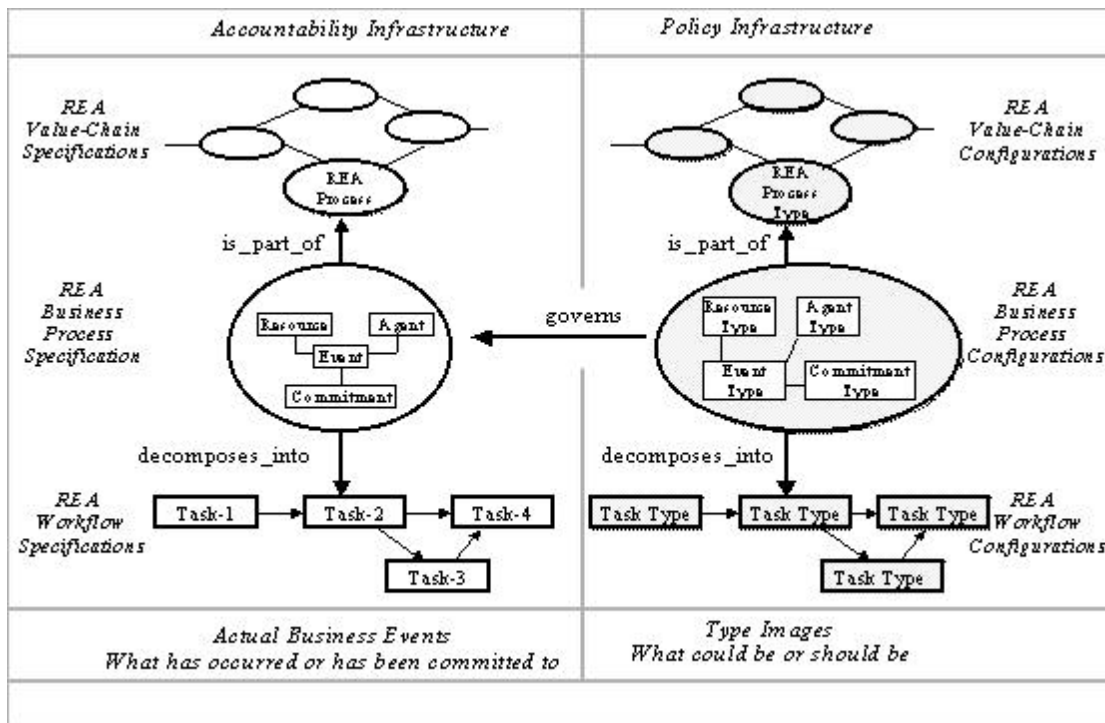 Accountability Infrastructure
Policy Infrastructure
REA
Value-Chain
Specifications
REA
Process
REA
Process
Type
REA
Value-Chain
Configurations
is_part_of
is_part_of
REA
Business
Process
Specification
Resource
Agent
Event
Commitment
governs
Resource
Type
Agent
Type
Event
Type
Commitment
Type
REA
Business
Process
Configurations
decomposes_into
decomposes_into
REA
Workflow
Specifications
Task-1
Task-2
Task-4
Task-3
Task Type
Task Type
Task Type
Task Type
REA
Workflow
Configurations
Actual Business Events
What has occurred or has been committed to
Type Images
What could be or should be